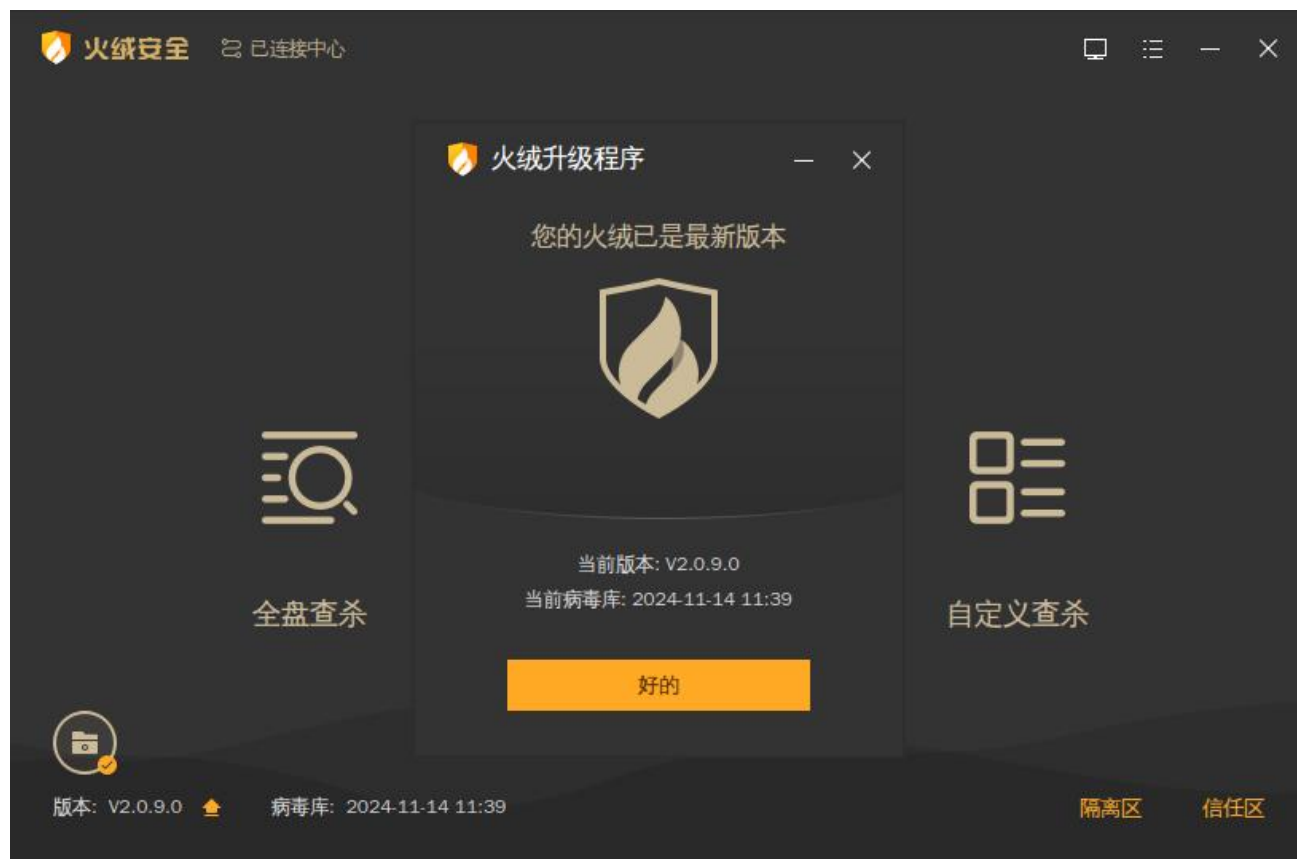 火绒安全 已连接中心
火绒升级程序
您的火绒已是最新版本
当前版本: V2.0.9.0
当前病毒库: 2024-11-14 11:39
好的
全盘查杀
自定义查杀
版本: V2.0.9.0 病毒库: 2024-11-14 11:39 隔离区 信任区